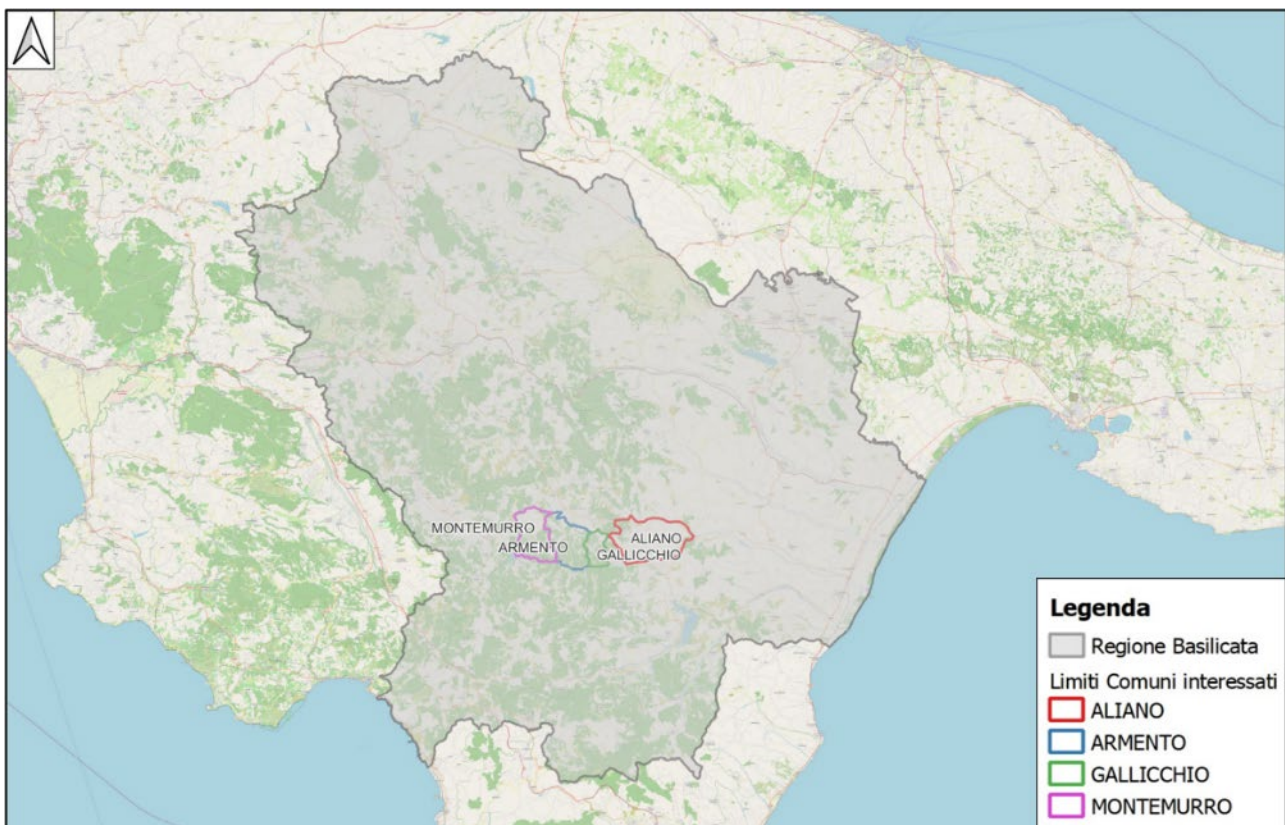 MONTEMURRO
ARMENTO
ALIANO
GALLICCHIO
Legenda
Regione Basilicata
Limiti Comuni interessati
ALIANO
ARMENTO
GALLICCHIO
MONTEMURRO